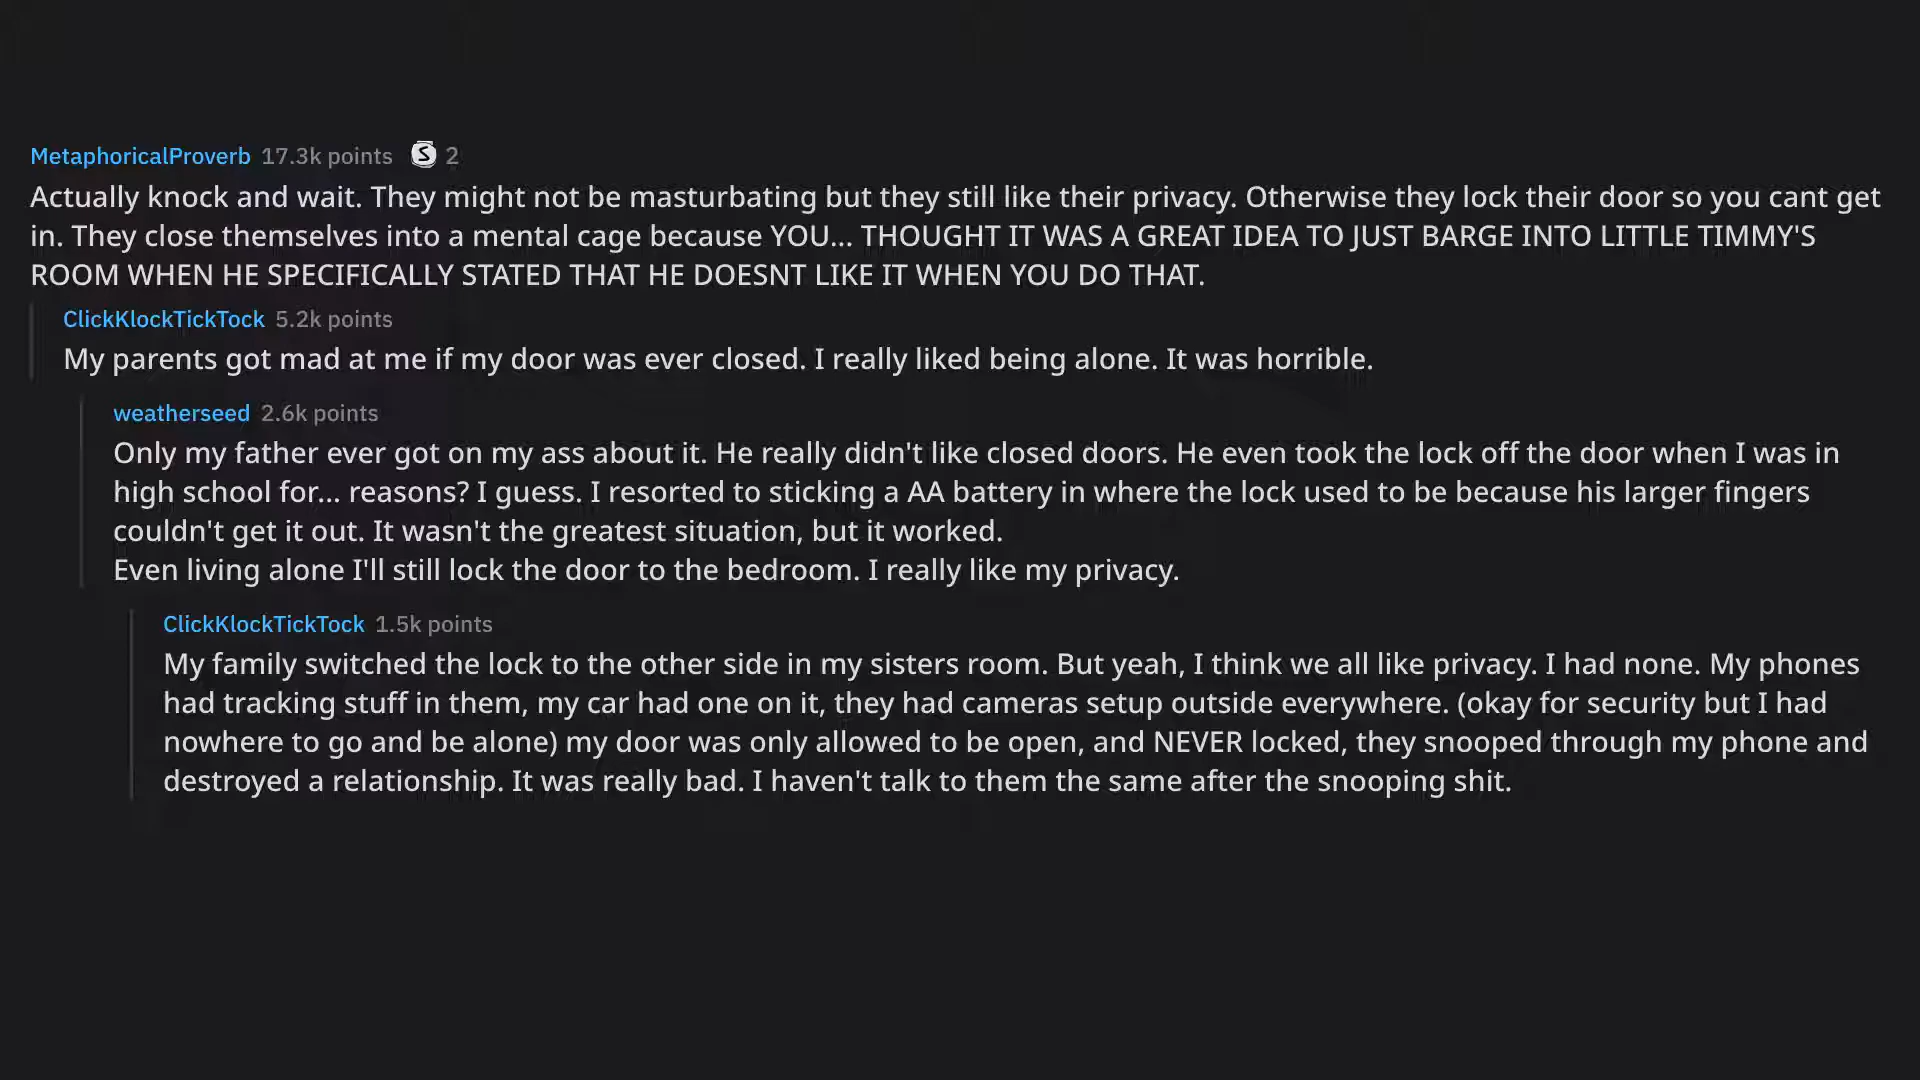 MetaphoricalProverb 17.3k points S 2
Actually knock and wait. They might not be masturbating but they still like their privacy. Otherwise they lock their door so you cant get
in. They close themselves into a mental cage because YOU... THOUGHT IT WAS A GREAT IDEA TO JUST BARGE INTO LITTLE TIMMY'S
ROOM WHEN HE SPECIFICALLY STATED THAT HE DOESNT LIKE IT WHEN YOU DO THAT.
ClickKlockTickTock 5.2k points
My parents got mad at me if my door was ever closed. I really liked being alone. It was horrible.
weatherseed 2.6k points
Only my father ever got on my ass about it. He really didn't like closed doors. He even took the lock off the door when I was in
high school for... reasons? I guess. I resorted to sticking a AA battery in where the lock used to be because his larger fingers
couldn't get it out. It wasn't the greatest situation, but it worked.
Even living alone I'll still lock the door to the bedroom. I really like my privacy.
ClickKlockTickTock 1.5k points
My family switched the lock to the other side in my sisters room. But yeah, I think we all like privacy. I had none. My phones
had tracking stuff in them, my car had one on it, they had cameras setup outside everywhere. (okay for security but I had
nowhere to go and be alone) my door was only allowed to be open, and NEVER locked, they snooped through my phone and
destroyed a relationship. It was really bad. I haven't talk to them the same after the snooping shit.